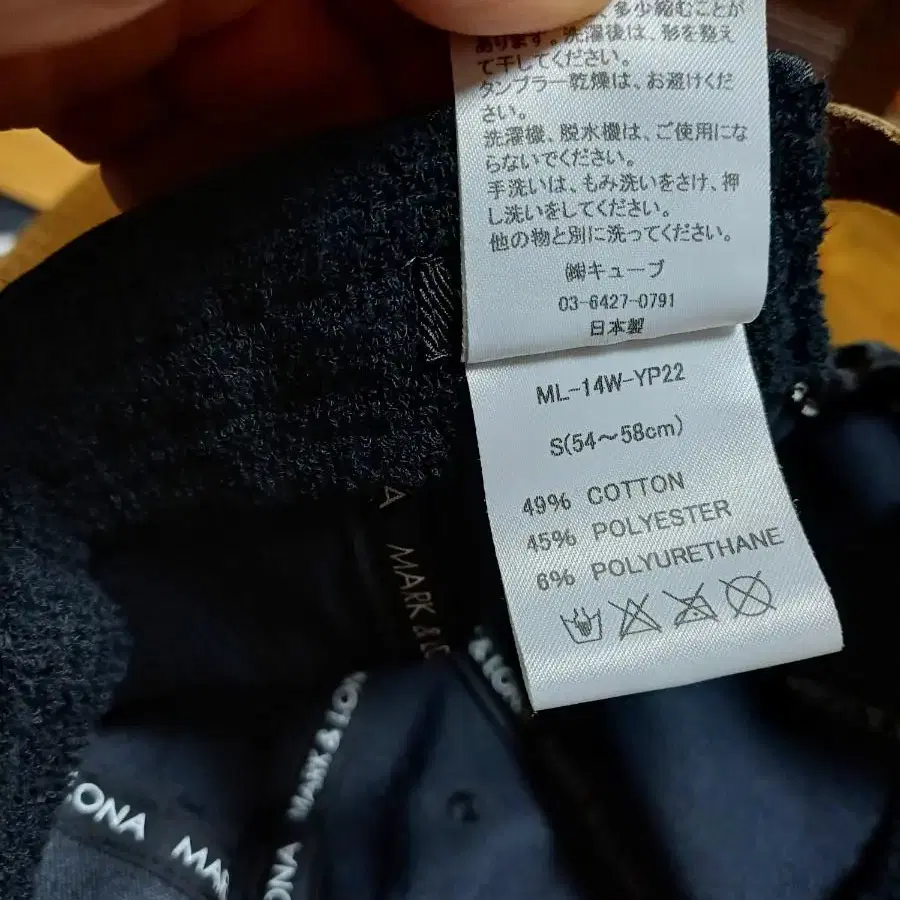 多少縮むことが
あります。洗濯後は、形を整え
て干してください。
タンブラー乾燥は、お避けくだ
さい。
洗濯機、脱水機は、ご使用にな
らないでください。
手洗いは、もみ洗いをさけ、押
し洗いをしてください。
他の物と別に洗ってください。
㈱キューブ
03-6427-0791
日本製
ML-14W-YP22
S(54～58cm)
49% COTTON
45% POLYESTER
6% POLYURETHANE
A MARK & LO
& LONA
MARK & LON
LONA MAR
ONA